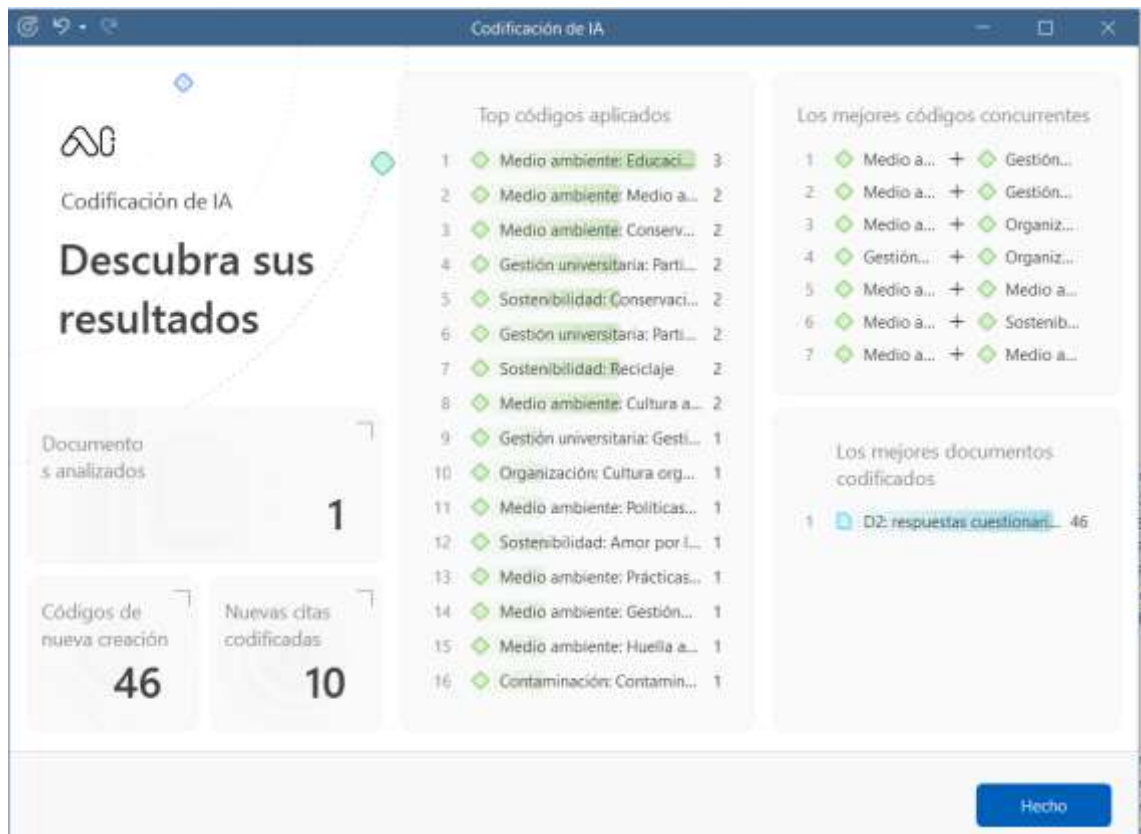 Codificación de IA
AI
Codificación de IA
Descubra sus
resultados
Documento
s analizados
1
Códigos de
nueva creación
46
Nuevas citas
codificadas
10
Top códigos aplicados
1 Medio ambiente: Educaci... 3
2 Medio ambiente: Medio a... 2
3 Medio ambiente: Conserv... 2
4 Gestión universitaria: Parti... 2
5 Sostenibilidad: Conservaci... 2
6 Gestión universitaria: Parti... 2
7 Sostenibilidad: Reciclaje 2
8 Medio ambiente: Cultura a... 2
9 Gestión universitaria: Gesti... 1
10 Organización: Cultura org... 1
11 Medio ambiente: Políticas... 1
12 Sostenibilidad: Amor por l... 1
13 Medio ambiente: Prácticas... 1
14 Medio ambiente: Gestión... 1
15 Medio ambiente: Huella a... 1
16 Contaminación: Contamin... 1
Los mejores códigos concurrentes
1 Medio a... + Gestión...
2 Medio a... + Gestión...
3 Medio a... + Organiz...
4 Gestión... + Organiz...
5 Medio a... + Medio a...
6 Medio a... + Sostenib...
7 Medio a... + Medio a...
Los mejores documentos
codificados
1 D2: respuestas cuestionari... 46
Hecho